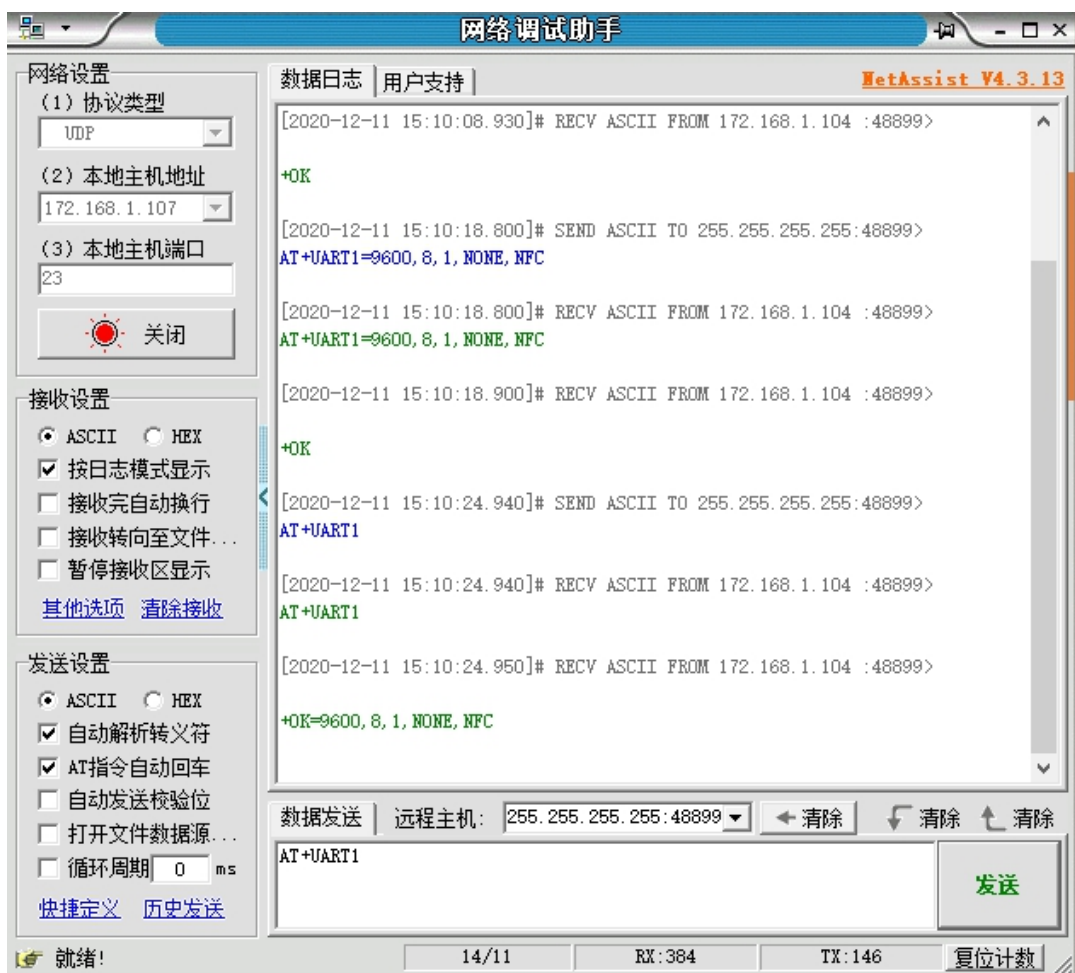 网络调试助手
网络设置
(1) 协议类型
UDP
(2) 本地主机地址
172.168.1.107
(3) 本地主机端口
23
关闭
接收设置
ASCII HEX
按日志模式显示
接收完自动换行
接收转向至文件...
暂停接收区显示
其他选项 清除接收
发送设置
ASCII HEX
自动解析转义符
AT指令自动回车
自动发送校验位
打开文件数据源...
循环周期 0 ms
快捷定义 历史发送
数据日志 用户支持 NetAssist V4.3.13
[2020-12-11 15:10:08.930]# RECV ASCII FROM 172.168.1.104 :48899>
+OK
[2020-12-11 15:10:18.800]# SEND ASCII TO 255.255.255.255:48899>
AT+UART1=9600,8,1,NONE,NFC
[2020-12-11 15:10:18.800]# RECV ASCII FROM 172.168.1.104 :48899>
AT+UART1=9600,8,1,NONE,NFC
[2020-12-11 15:10:18.900]# RECV ASCII FROM 172.168.1.104 :48899>
+OK
[2020-12-11 15:10:24.940]# SEND ASCII TO 255.255.255.255:48899>
AT+UART1
[2020-12-11 15:10:24.940]# RECV ASCII FROM 172.168.1.104 :48899>
AT+UART1
[2020-12-11 15:10:24.950]# RECV ASCII FROM 172.168.1.104 :48899>
+OK=9600,8,1,NONE,NFC
数据发送 远程主机: 255.255.255.255:48899 清除 清除 清除
AT+UART1
发送
就绪! 14/11 RX:384 TX:146 复位计数